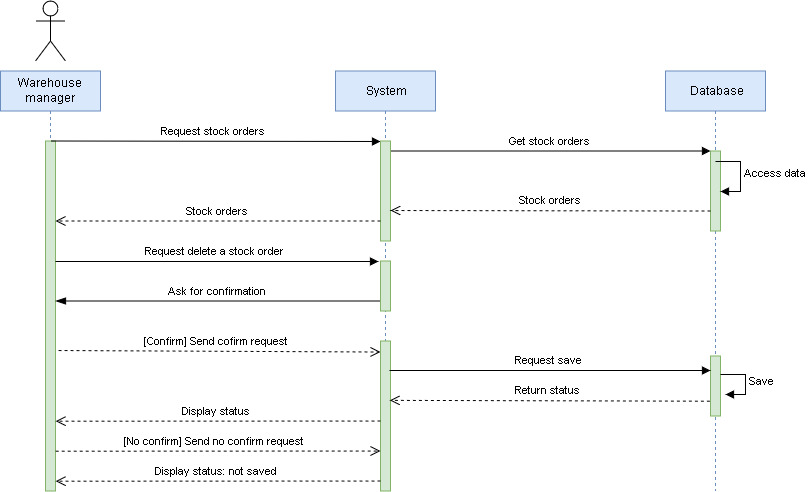 Warehouse
manager
System
Database
Request stock orders
Get stock orders
Access data
Stock orders
Stock orders
Request delete a stock order
Ask for confirmation
[Confirm] Send cofirm request
Request save
Save
Return status
Display status
[No confirm] Send no confirm request
Display status: not saved